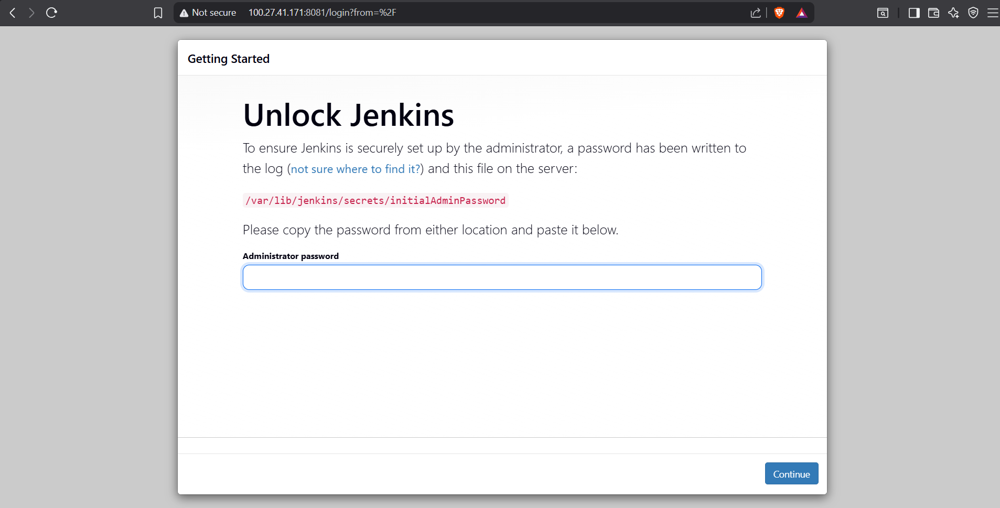 Not secure 100.27.41.171:8081/login?from=%2F
Getting Started
Unlock Jenkins
To ensure Jenkins is securely set up by the administrator, a password has been written to
the log (not sure where to find it?) and this file on the server:
/var/lib/jenkins/secrets/initialAdminPassword
Please copy the password from either location and paste it below.
Administrator password
Continue